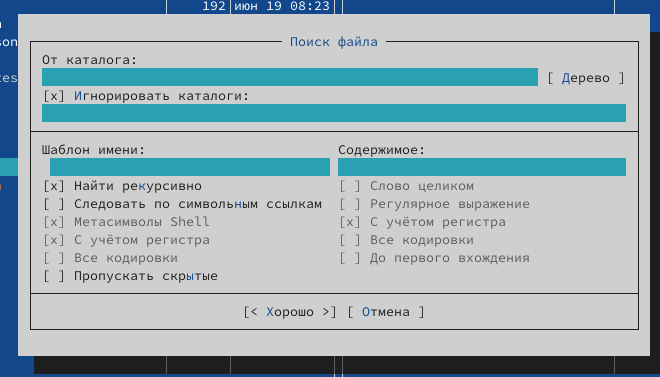 192 июн 19 08:23
Поиск файла
От каталога:
[ Дерево ]
[x] Игнорировать каталоги:
Шаблон имени: Содержимое:
[x] Найти рекурсивно [ ] Слово целиком
[ ] Следовать по символьным ссылкам [ ] Регулярное выражение
[x] Метасимволы Shell [x] С учётом регистра
[x] С учётом регистра [ ] Все кодировки
[ ] Все кодировки [ ] До первого вхождения
[ ] Пропускать скрытые
[< Хорошо >] [ Отмена ]